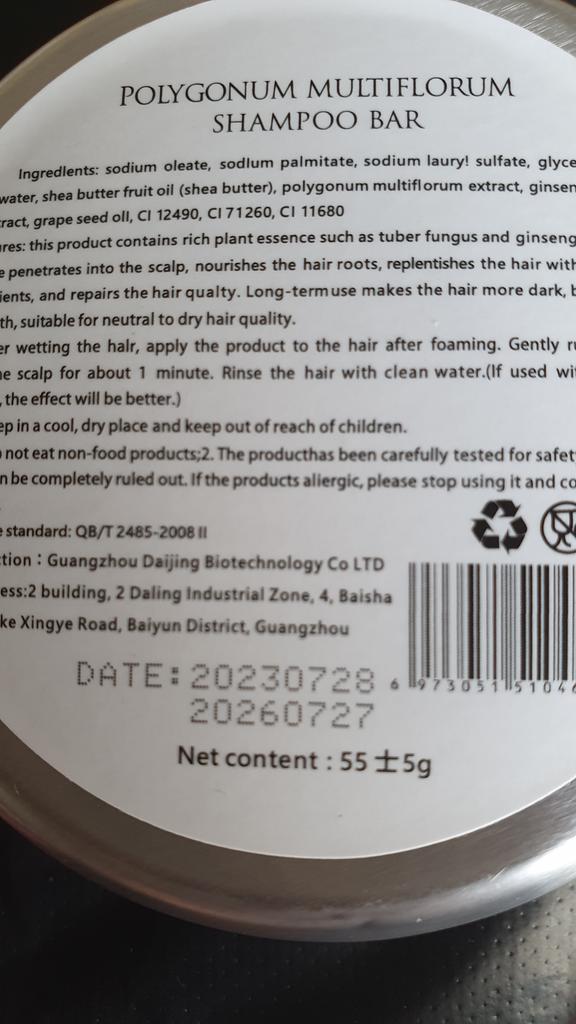 POLYGONUM MULTIFLORUM
SHAMPOO BAR
Ingredlents: sodium oleate, sodlum palmitate, sodium laury! sulfate, glyce
water, shea butter fruit oil (shea butter), polygonum multiflorum extract, ginsen
ract, grape seed oll, CI 12490, CI 71260, CI 11680
res: this product contains rich plant essence such as tuber fungus and ginseng
e penetrates into the scalp, nourishes the hair roots, replentishes the hair with
ients, and repairs the hair qualty. Long-termuse makes the hair more dark, b
th, suitable for neutral to dry hair quality.
er wetting the halr, apply the product to the hair after foaming. Gently ru
e scalp for about 1 minute. Rinse the hair with clean water.(If used wi
, the effect will be better.)
ep in a cool, dry place and keep out of reach of children.
not eat non-food products;2. The producthas been carefully tested for safet
n be completely ruled out. If the products aliergic, please stop using it and co
e standard: QB/T 2485-2008 II
ction : Guangzhou Daijing Biotechnology Co LTD
ess:2 building, 2 Daling Industrial Zone, 4, Baisha
ke Xingye Road, Baiyun District, Guangzhou
DATE: 20230728
20260727
6 973051 5104
Net content : 55 ±5g